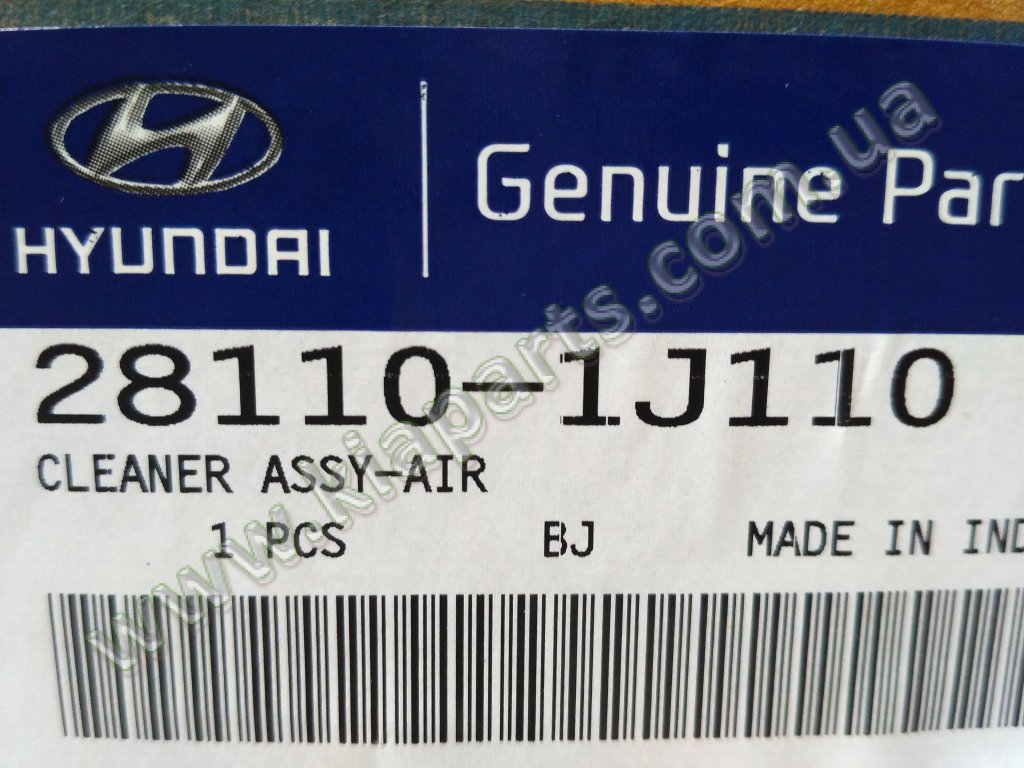 HYUNDAI
Genuine Par
28110-1J110
CLEANER ASSY-AIR
1 PCS BJ MADE IN IND
www.kiaparts.com.ua